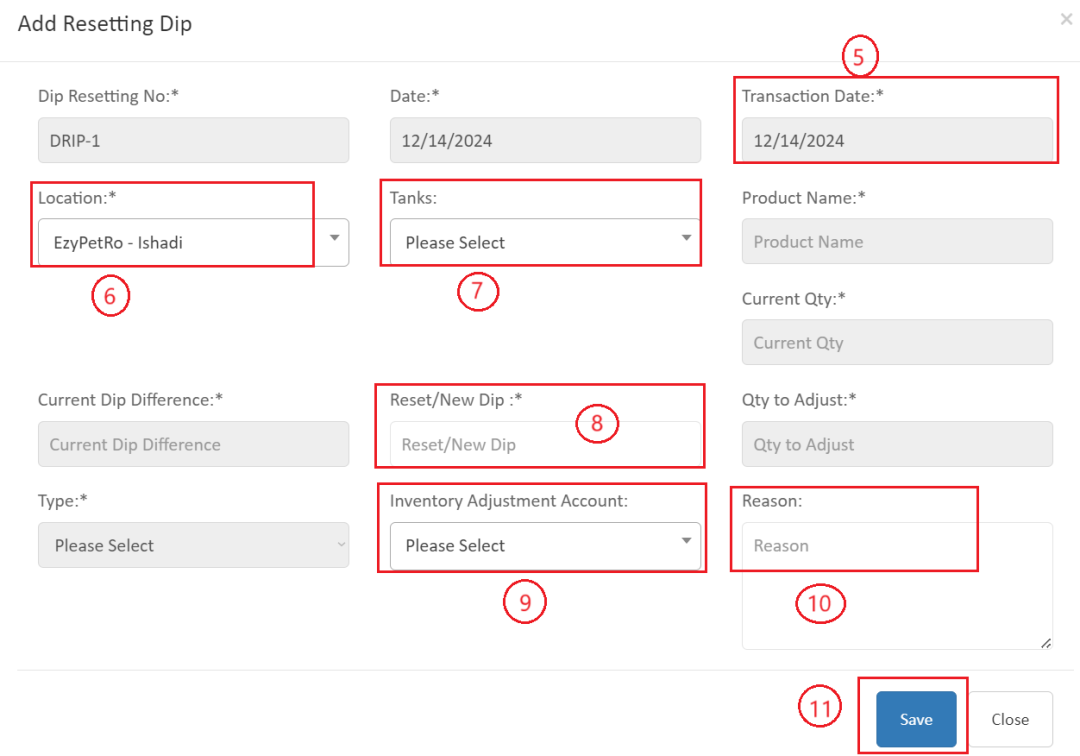 Add Resetting Dip
×
5
Dip Resetting No:*
Date:*
Transaction Date:*
DRIP-1
12/14/2024
12/14/2024
Location:*
Tanks:
Product Name:*
EzyPetRo - Ishadi
Please Select
Product Name
6
7
Current Qty:*
Current Qty
Current Dip Difference:*
Reset/New Dip :*
Qty to Adjust:*
8
Current Dip Difference
Reset/New Dip
Qty to Adjust
Type:*
Inventory Adjustment Account:
Reason:
Please Select
Please Select
Reason
9
10
11
Save
Close